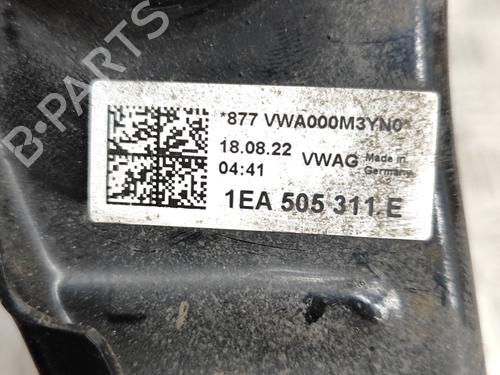 B-PARTS
*877 VWA000M3YN0*
18.08.22 VWAG Made in
04:41 Germany
1EA 505 311 E